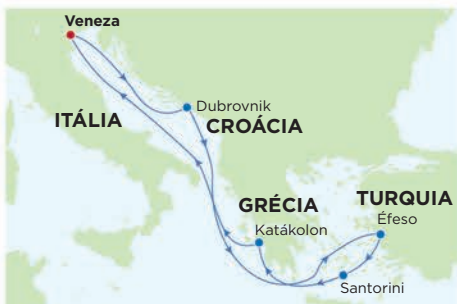 Veneza
Dubrovnik
ITÁLIA
CROÁCIA
GRÉCIA
TURQUIA
Katákolon
Éfeso
Santorini